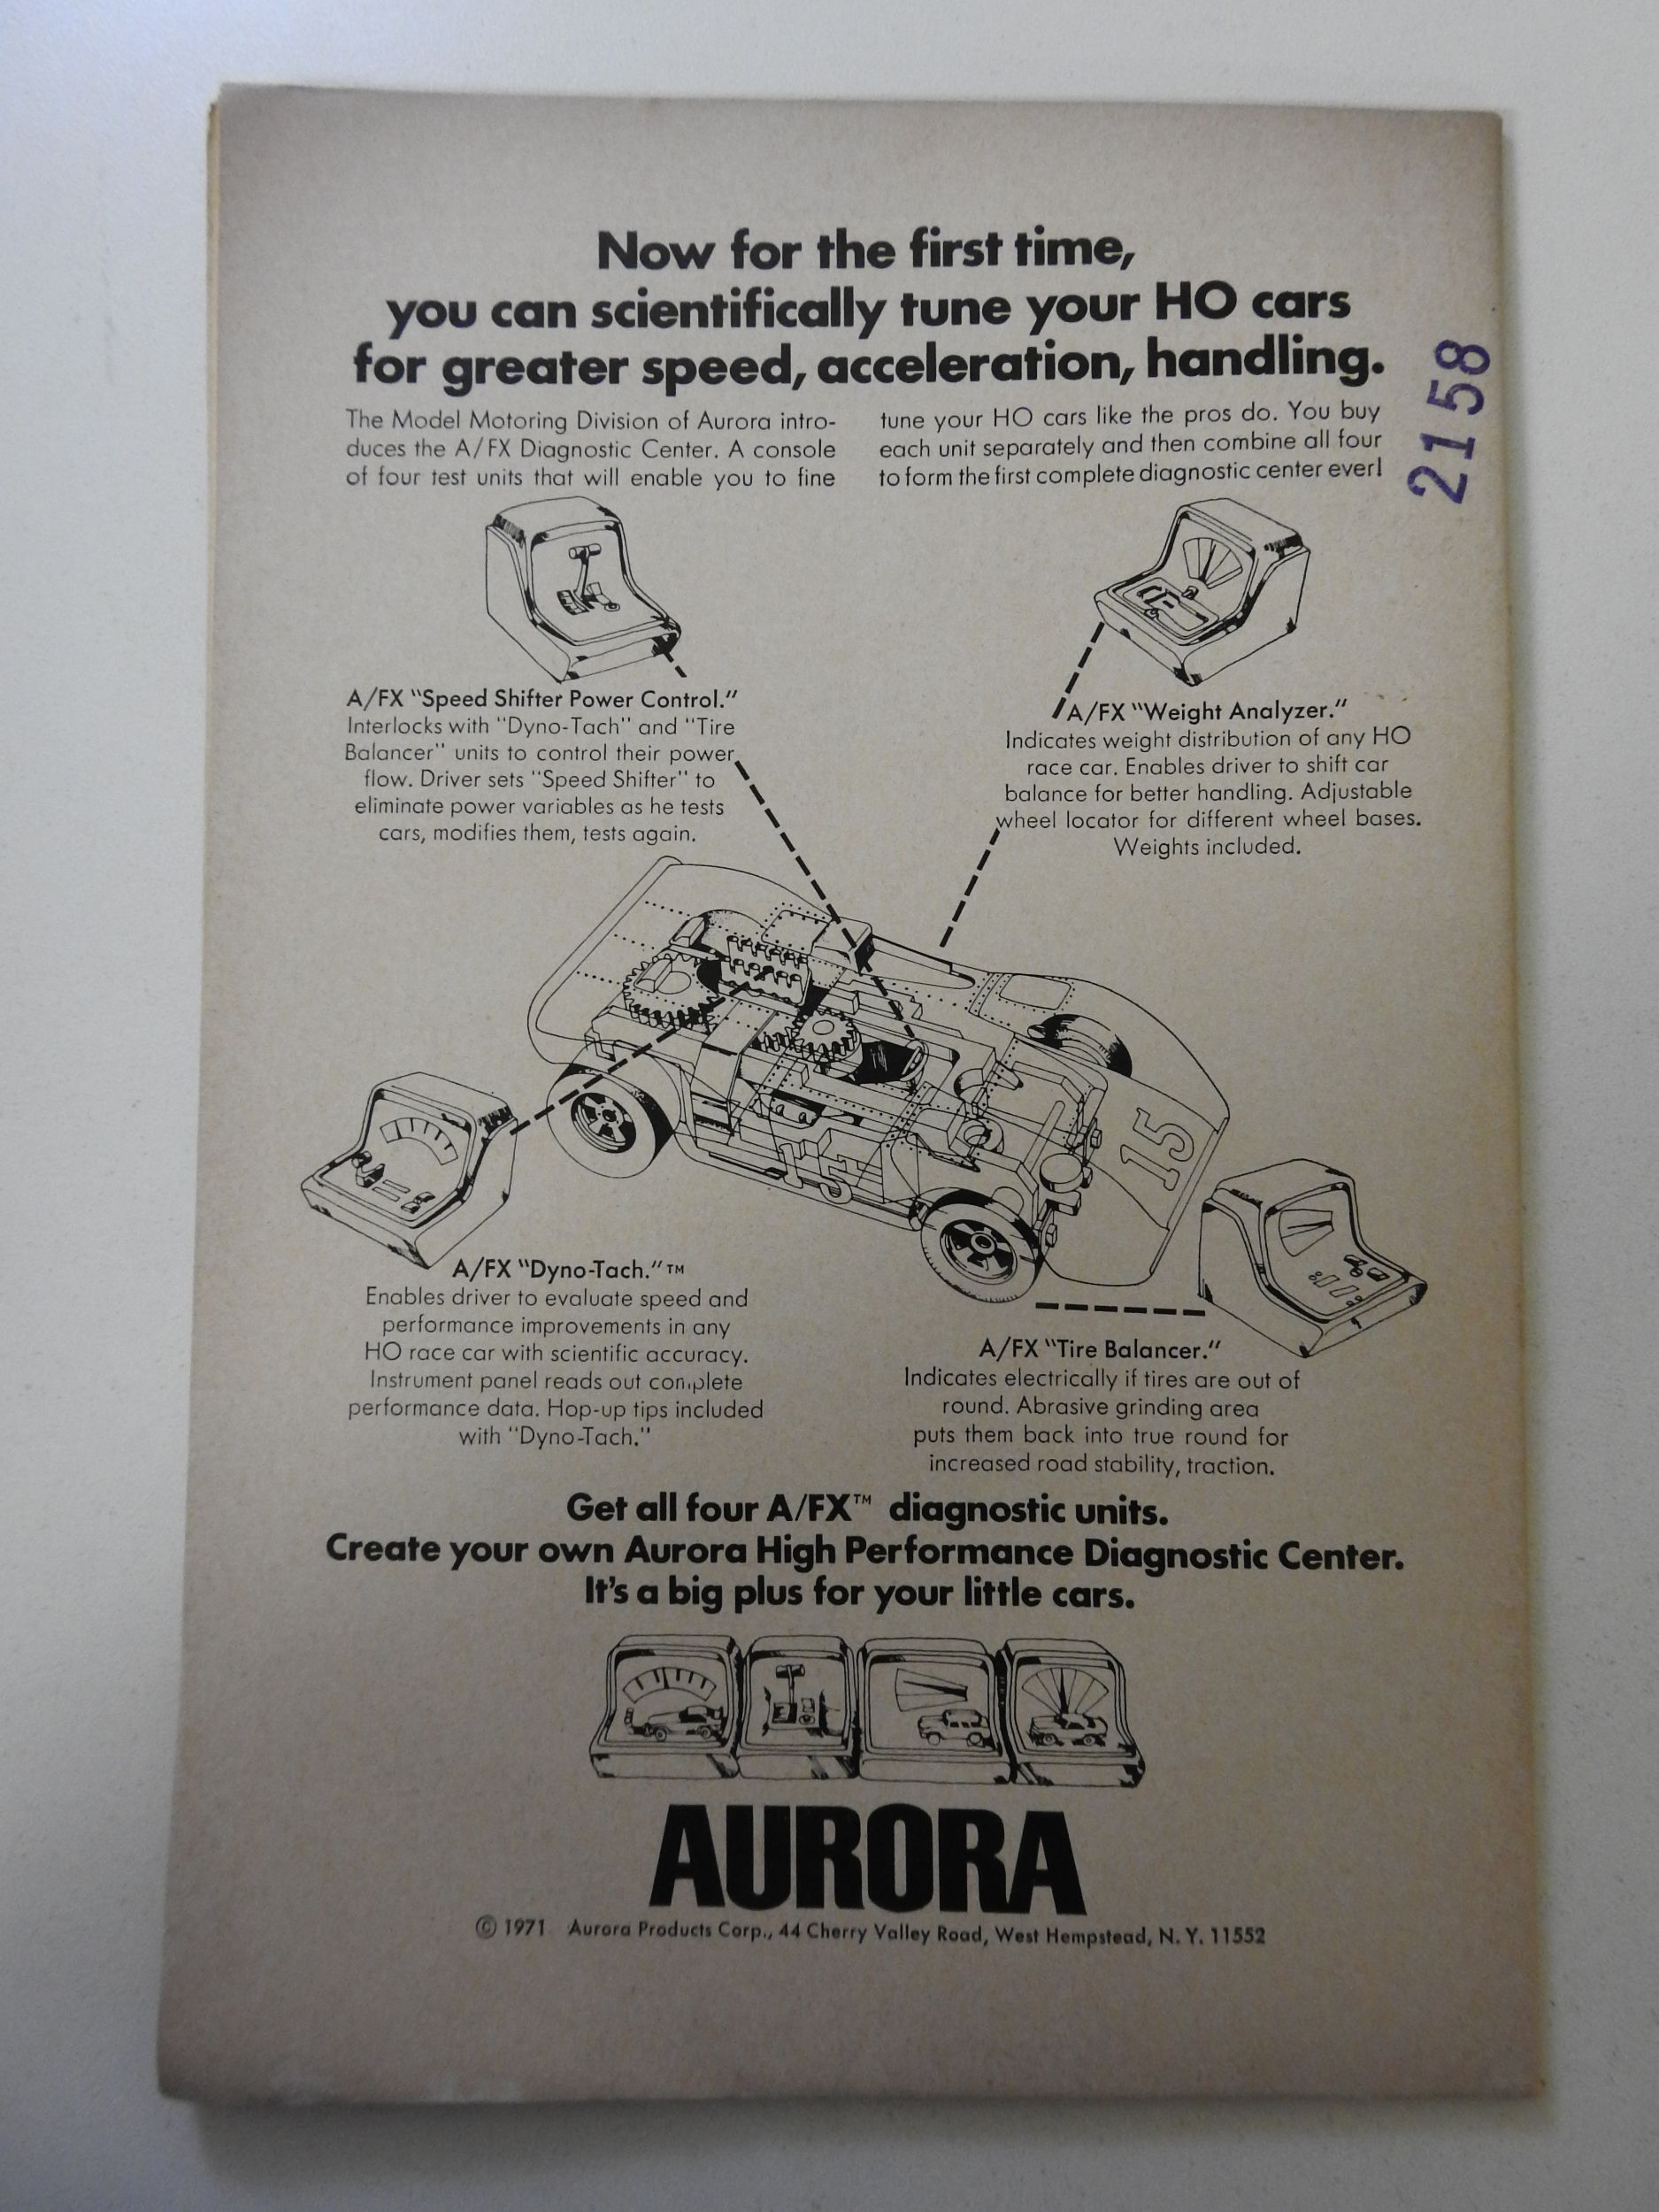 Now for the first time,
you can scientifically tune your HO cars
for greater speed, acceleration, handling.
The Model Motoring Division of Aurora intro-
duces the A/FX Diagnostic Center. A console
of four test units that will enable you to fine
tune your HO cars like the pros do. You buy
each unit separately and then combine all four
to form the first complete diagnostic center ever!
2158
A/FX "Speed Shifter Power Control."
Interlocks with "Dyno-Tach" and "Tire
Balancer" units to control their power
flow. Driver sets "Speed Shifter" to
eliminate power variables as he tests
cars, modifies them, tests again.
A/FX "Weight Analyzer."
Indicates weight distribution of any HO
race car. Enables driver to shift car
balance for better handling. Adjustable
wheel locator for different wheel bases.
Weights included.
15
15
A/FX "Dyno-Tach."™
Enables driver to evaluate speed and
performance improvements in any
HO race car with scientific accuracy.
Instrument panel reads out complete
performance data. Hop-up tips included
with "Dyno-Tach."
A/FX "Tire Balancer."
Indicates electrically if tires are out of
round. Abrasive grinding area
puts them back into true round for
increased road stability, traction.
Get all four A/FX™ diagnostic units.
Create your own Aurora High Performance Diagnostic Center.
It's a big plus for your little cars.
AURORA
© 1971 Aurora Products Corp., 44 Cherry Valley Road, West Hempstead, N. Y. 11552